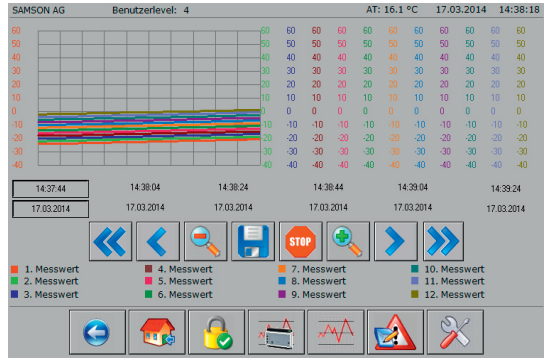 SAMSON AG Benutzerlevel: 4 AT: 16.1 °C 17.03.2014 14:38:18
60 60 60 60 60 60 60 60 60 60 60 60
50 50 50 50 50 50 50 50 50 50 50 50
40 40 40 40 40 40 40 40 40 40 40 40
30 30 30 30 30 30 30 30 30 30 30 30
20 20 20 20 20 20 20 20 20 20 20 20
10 10 10 10 10 10 10 10 10 10 10 10
0 0 0 0 0 0 0 0 0 0 0 0
-10 -10 -10 -10 -10 -10 -10 -10 -10 -10 -10 -10
-20 -20 -20 -20 -20 -20 -20 -20 -20 -20 -20 -20
-30 -30 -30 -30 -30 -30 -30 -30 -30 -30 -30 -30
-40 -40 -40 -40 -40 -40 -40 -40 -40 -40 -40 -40
14:37:44 14:38:04 14:38:24 14:38:44 14:39:04 14:39:24
17.03.2014 17.03.2014 17.03.2014 17.03.2014 17.03.2014 17.03.2014
STOP
1. Messwert 4. Messwert 7. Messwert 10. Messwert
2. Messwert 5. Messwert 8. Messwert 11. Messwert
3. Messwert 6. Messwert 9. Messwert 12. Messwert